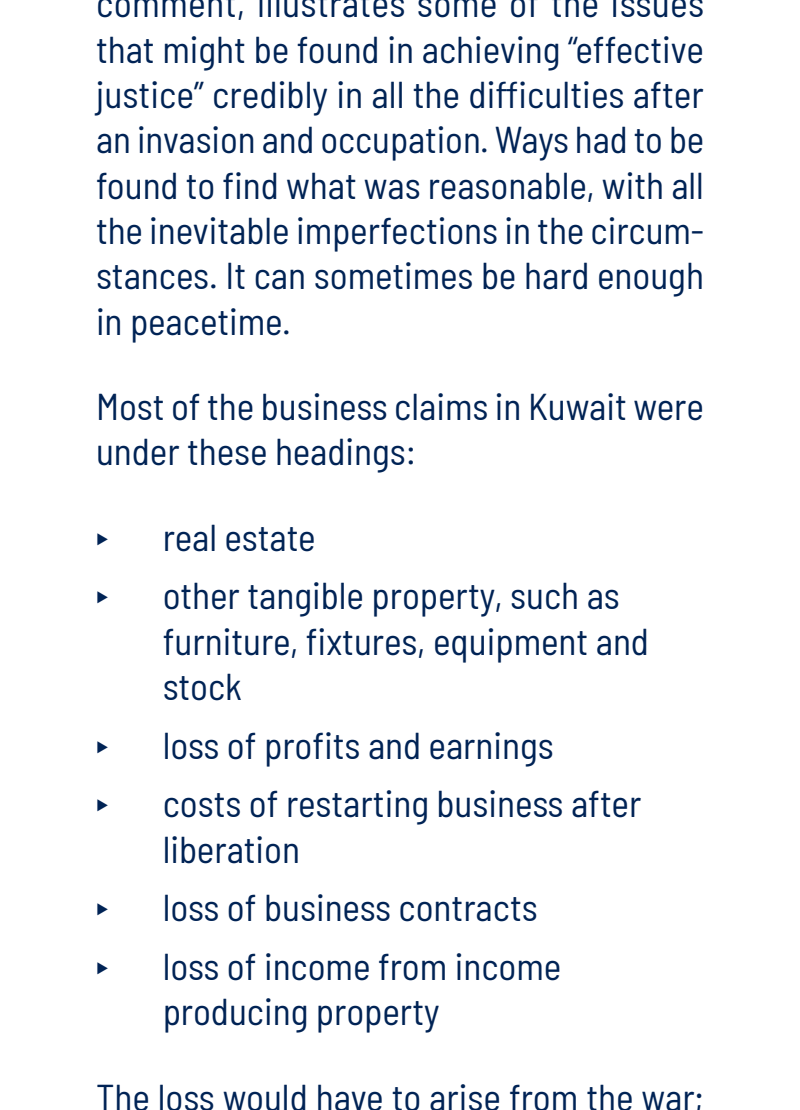 comment, illustrates some of the issues
that might be found in achieving “effective
justice” credibly in all the difficulties after
an invasion and occupation. Ways had to be
found to find what was reasonable, with all
the inevitable imperfections in the circum-
stances. It can sometimes be hard enough
in peacetime.
Most of the business claims in Kuwait were
under these headings:
‣ real estate
‣ other tangible property, such as
furniture, fixtures, equipment and
stock
‣ loss of profits and earnings
‣ costs of restarting business after
liberation
‣ loss of business contracts
‣ loss of income from income
producing property
The loss would have to arise from the war;